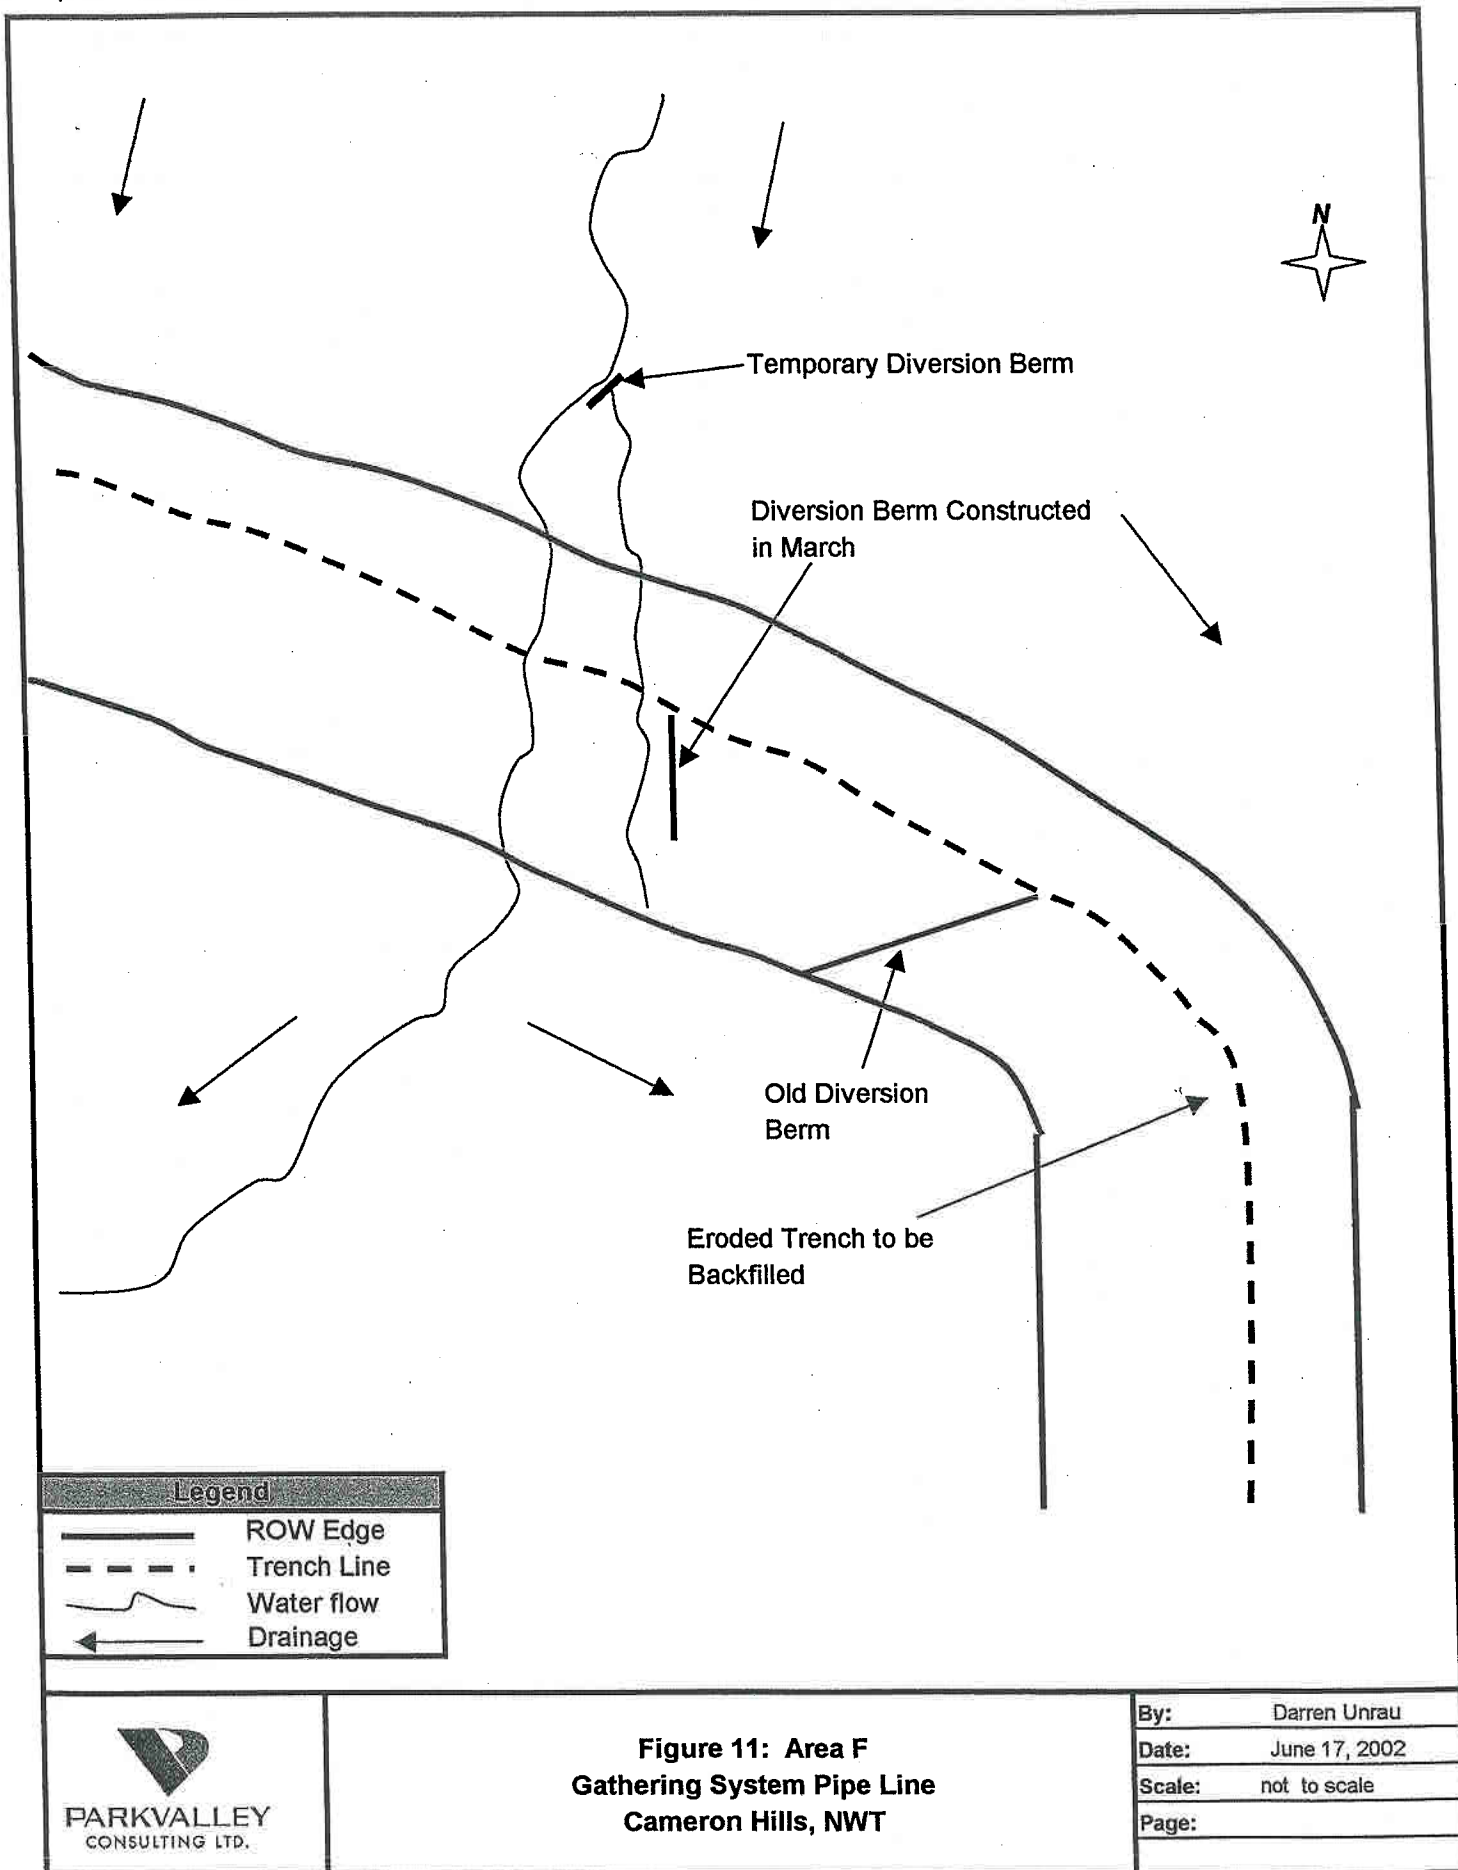 N
Temporary Diversion Berm
Diversion Berm Constructed
in March
Old Diversion
Berm
Eroded Trench to be
Backfilled
Legend
ROW Edge
Trench Line
Water flow
Drainage
PARKVALLEY
CONSULTING LTD.
Figure 11: Area F
Gathering System Pipe Line
Cameron Hills, NWT
By: Darren Unrau
Date: June 17, 2002
Scale: not to scale
Page: